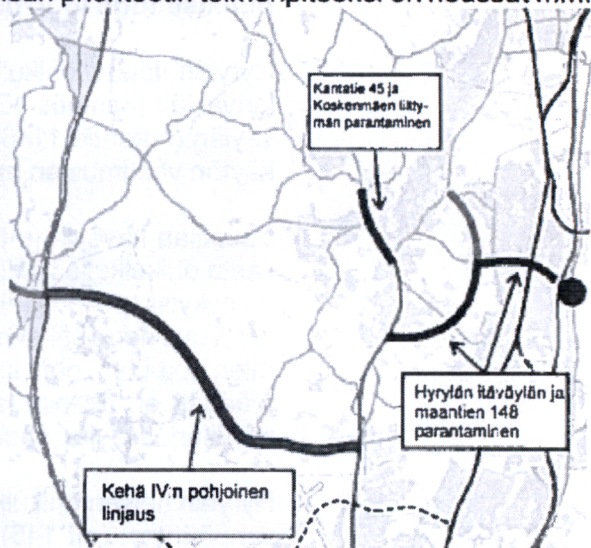 Kantatie 45 ja
Koskenmäen liitty-
män parantaminen
Hyrylän itäväylän ja
maantien 148
parantaminen
Kehä IV:n pohjoinen
linjaus